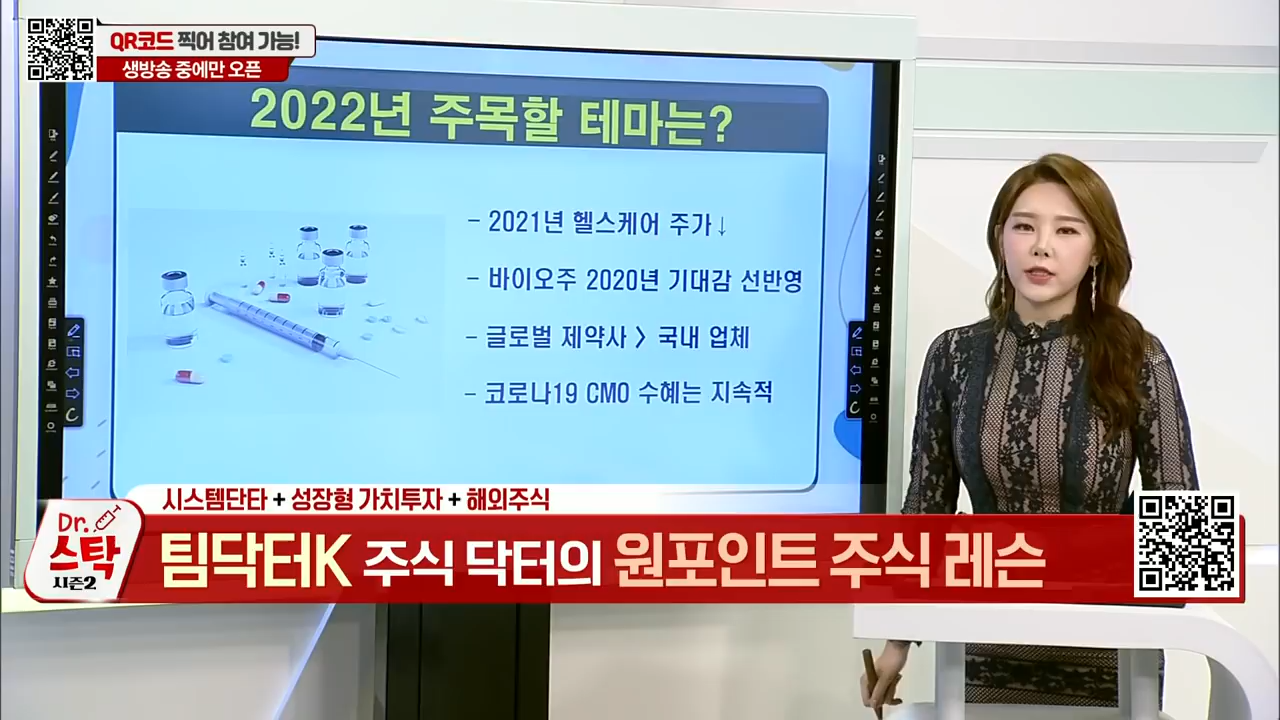 QR코드 찍어 참여 가능!
생방송 중에만 오픈
2022년 주목할 테마는?
- 2021년 헬스케어 주가↓
- 바이오주 2020년 기대감 선반영
- 글로벌 제약사 > 국내 업체
- 코로나19 CMO 수혜는 지속적
시스템단타 + 성장형 가치투자 + 해외주식
Dr.
스탁
시즌2
팀닥터K 주식 닥터의 원포인트 주식 레슨